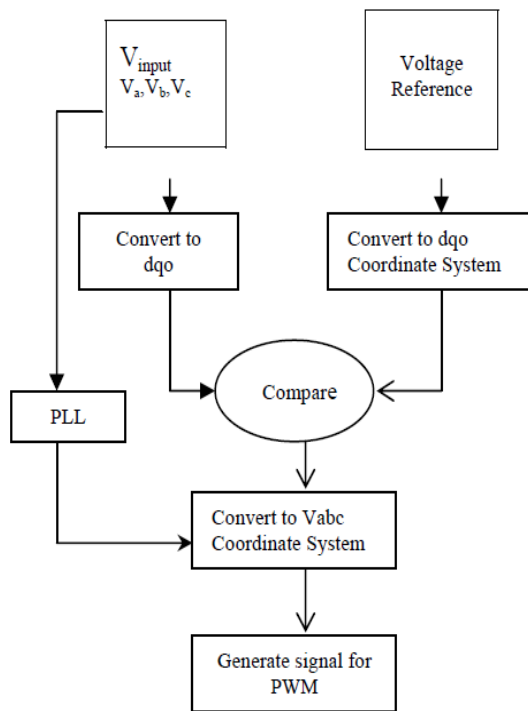 V_input
V_a,V_b,V_c
Voltage
Reference
Convert to
dqo
Convert to dqo
Coordinate System
Compare
PLL
Convert to Vabc
Coordinate System
Generate signal for
PWM